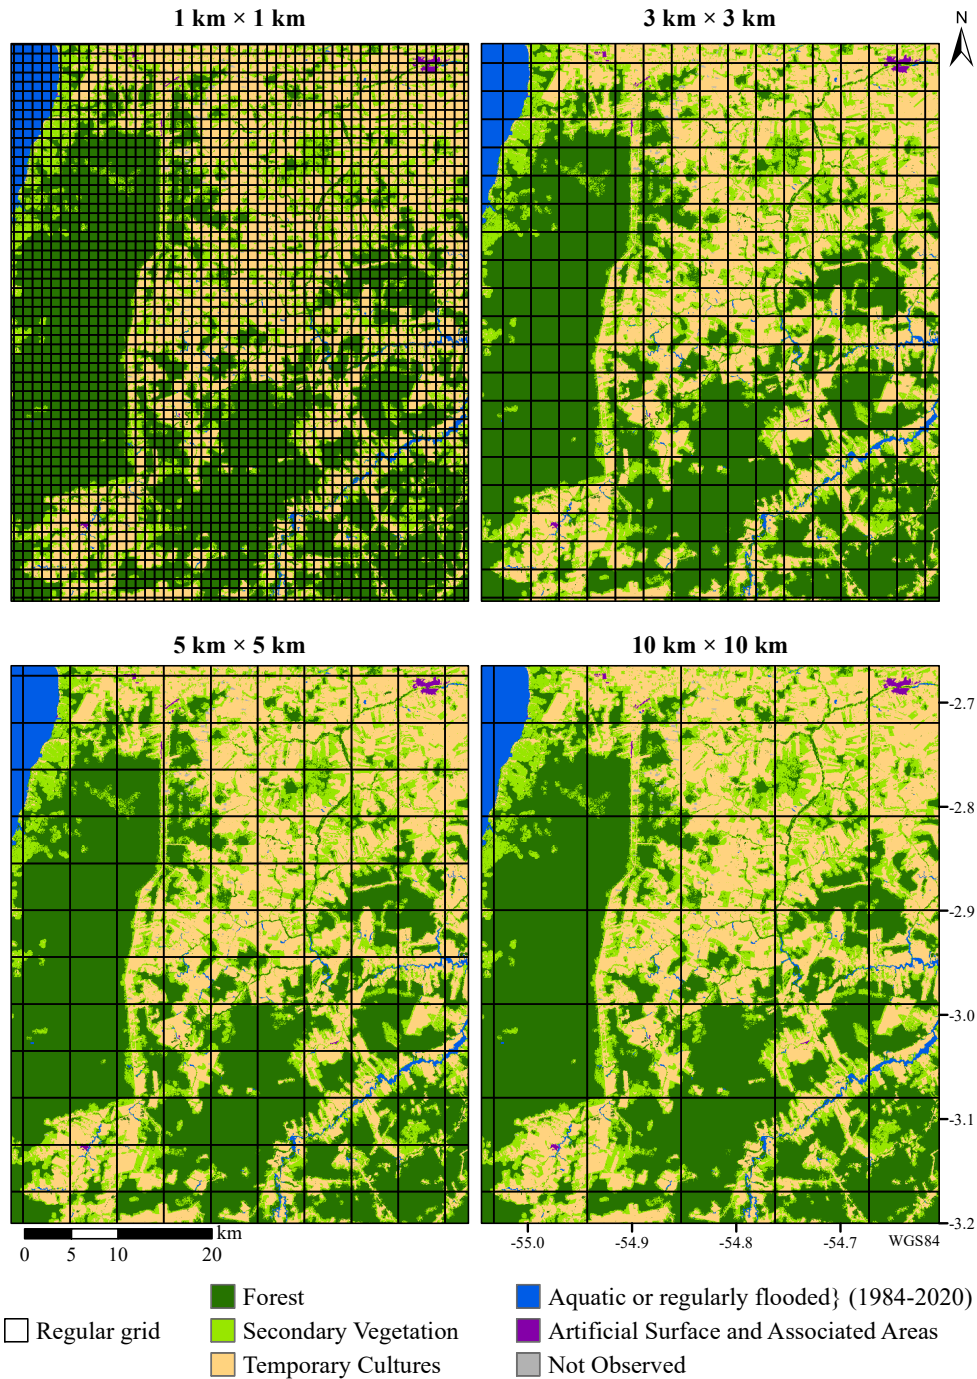 1 km × 1 km
3 km × 3 km
N
5 km × 5 km
10 km × 10 km
-2.7
-2.8
-2.9
-3.0
-3.1
-3.2
km
0 5 10 20
-55.0 -54.9 -54.8 -54.7 WGS84
Forest
Aquatic or regularly flooded} (1984-2020)
Regular grid
Secondary Vegetation
Artificial Surface and Associated Areas
Temporary Cultures
Not Observed